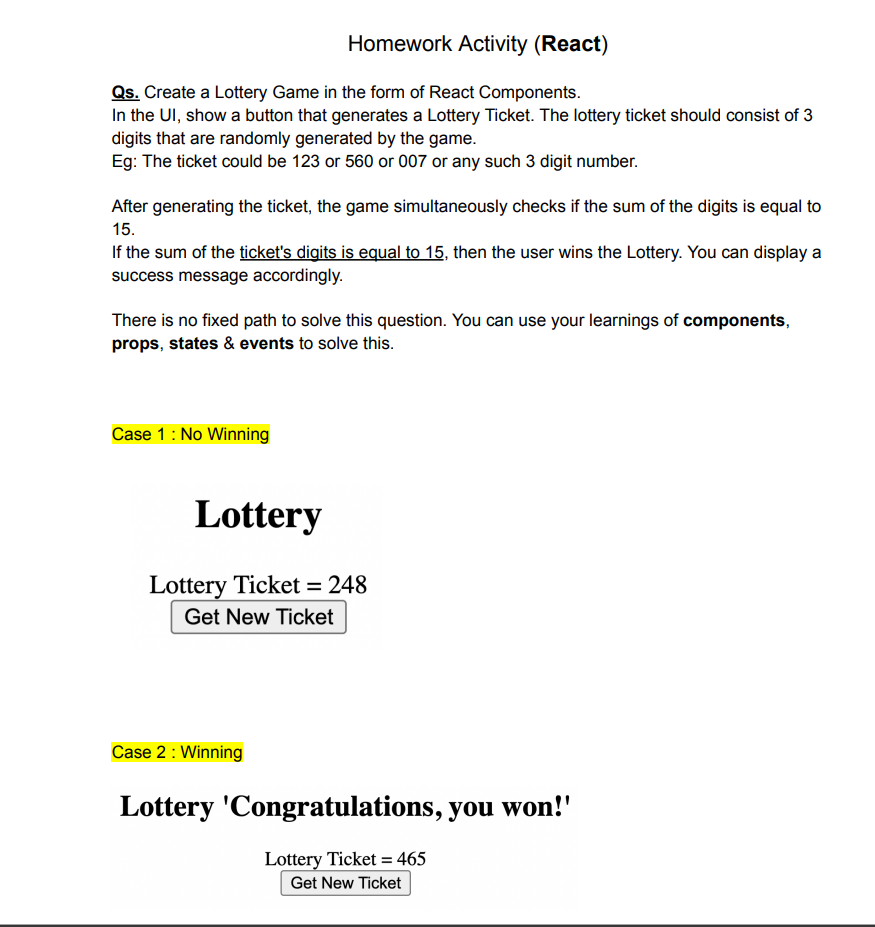 Homework Activity (React)
Qs. Create a Lottery Game in the form of React Components.
In the UI, show a button that generates a Lottery Ticket. The lottery ticket should consist of 3
digits that are randomly generated by the game.
Eg: The ticket could be 123 or 560 or 007 or any such 3 digit number.
After generating the ticket, the game simultaneously checks if the sum of the digits is equal to
15.
If the sum of the ticket's digits is equal to 15, then the user wins the Lottery. You can display a
success message accordingly.
There is no fixed path to solve this question. You can use your learnings of components,
props, states & events to solve this.
Case 1 : No Winning
Lottery
Lottery Ticket = 248
Get New Ticket
Case 2 : Winning
Lottery 'Congratulations, you won!'
Lottery Ticket = 465
Get New Ticket